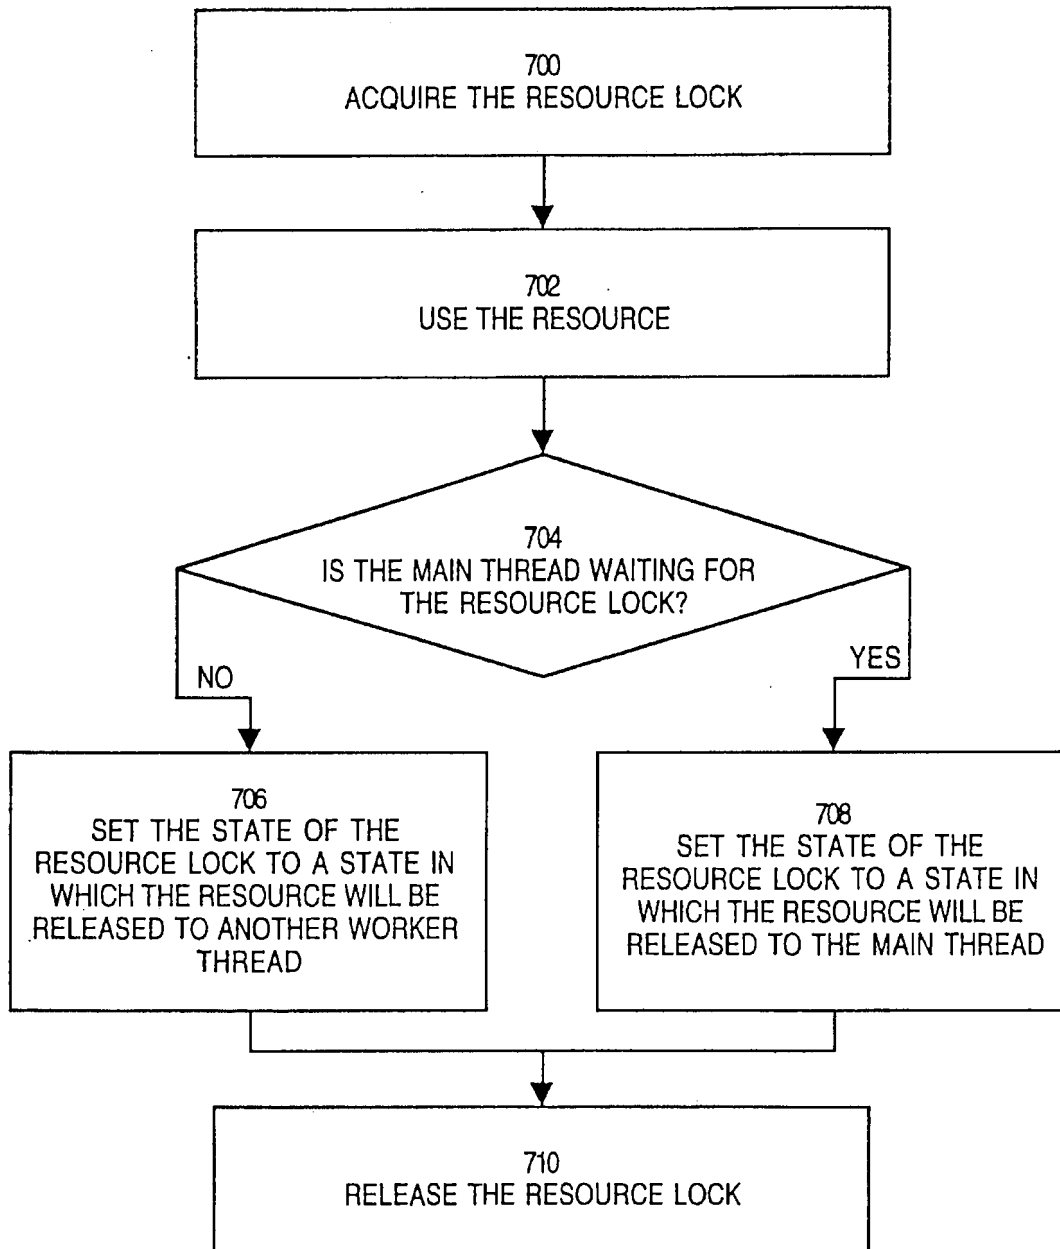 700
ACQUIRE THE RESOURCE LOCK
702
USE THE RESOURCE
704
IS THE MAIN THREAD WAITING FOR
THE RESOURCE LOCK?
NO
YES
706
SET THE STATE OF THE
RESOURCE LOCK TO A STATE IN
WHICH THE RESOURCE WILL BE
RELEASED TO ANOTHER WORKER
THREAD
708
SET THE STATE OF THE
RESOURCE LOCK TO A STATE IN
WHICH THE RESOURCE WILL BE
RELEASED TO THE MAIN THREAD
710
RELEASE THE RESOURCE LOCK